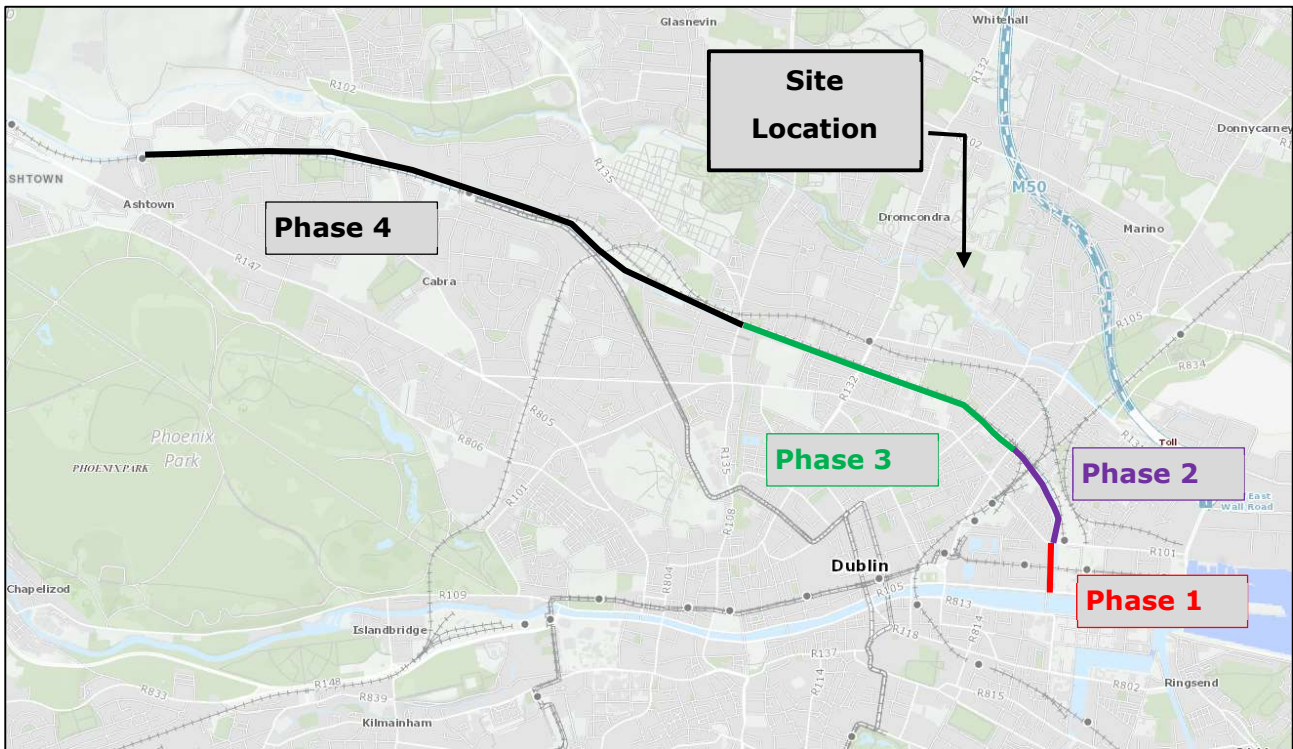 Glasnevin
Whitehall
R132
R102
Site
Location
Donnycarney
R135
02
M50
SHTOWN
Ashtown
Phase 4
Dromcondra
Marino
R147
Cabra
R105
R834
R132
R805
R806
Phoenix
Park
PHOENIX PARK
Phase 3
R135
R131
Toll
Phase 2
East
Wall Road
R101
R108
R101
Dublin
Chapelizod
R109
R804
R105
R813
Phase 1
Islandbridge
R118
R814
R148
R137
R833
R839
R114
R802
R815
Ringsend
Kilmainham